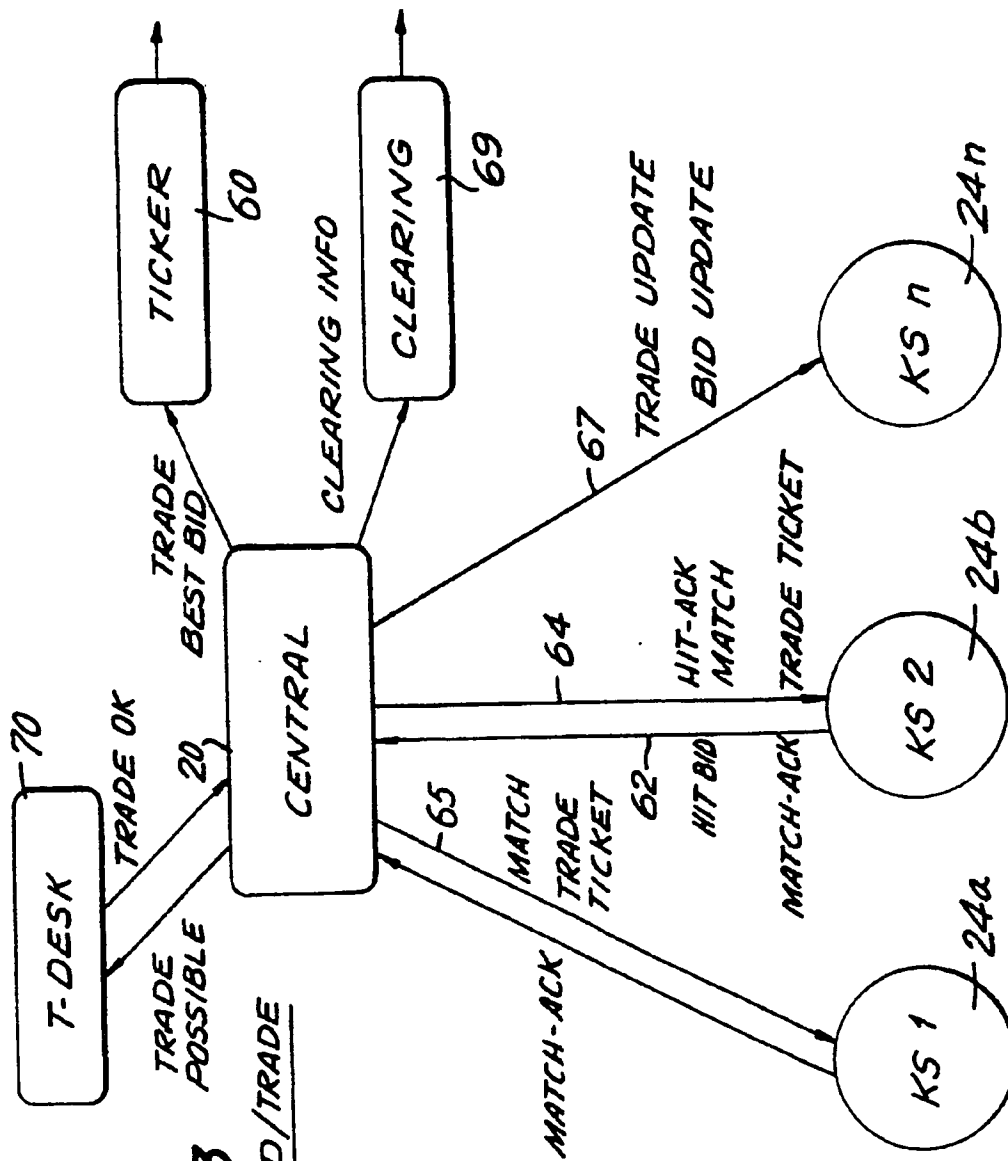 T-DESK
70
TRADE OK
TRADE
POSSIBLE
20
CENTRAL
TRADE
BEST BID
TICKER
60
CLEARING INFO
CLEARING
69
3
D/TRADE
MATCH-ACK
65
MATCH
TRADE
TICKET
62
HIT BID
MATCH-ACK
64
HIT-ACK
MATCH
TRADE TICKET
67
TRADE UPDATE
BID UPDATE
KS 1
24a
KS 2
24b
KS n
24n